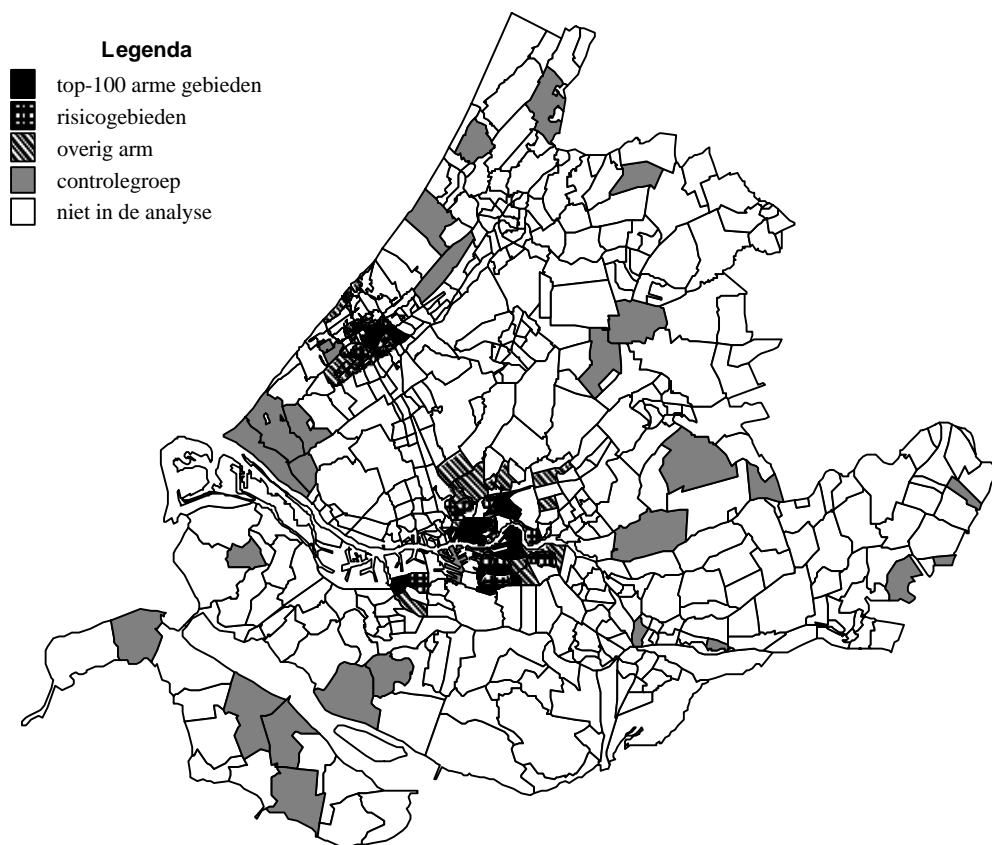 Legenda
top-100 arme gebieden
risicogebieden
overig arm
controlegroep
niet in de analyse